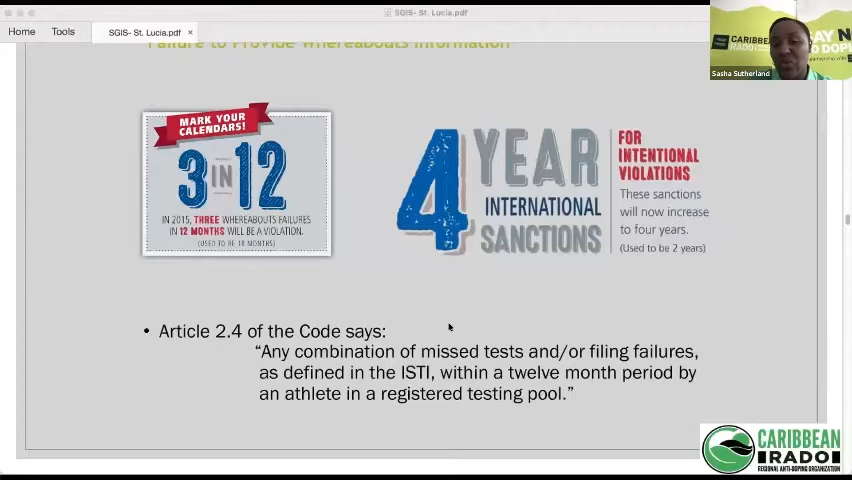 SGIS- St. Lucia.pdf
Home
Tools
SGIS- St. Lucia.pdf ×
Failure to Provide Whereabouts Information
MARK YOUR
CALENDARS!
3 IN 12
IN 2015, THREE WHEREABOUTS FAILURES
IN 12 MONTHS WILL BE A VIOLATION.
(USED TO BE 18 MONTHS)
4 YEAR
INTERNATIONAL
SANCTIONS
FOR
INTENTIONAL
VIOLATIONS
These sanctions
will now increase
to four years.
(Used to be 2 years)
• Article 2.4 of the Code says:
“Any combination of missed tests and/or filing failures,
as defined in the ISTI, within a twelve month period by
an athlete in a registered testing pool.”
CARIBBEAN
RADO
Sasha Sutherland
CARIBBEAN
RADO
REGIONAL ANTI-DOPING ORGANIZATION